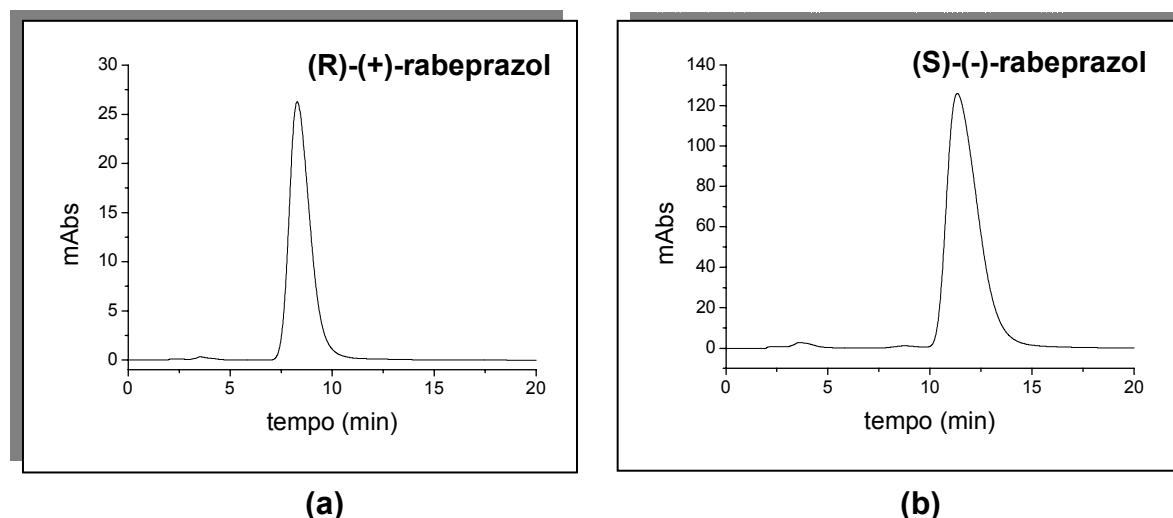 (R)-(+)-rabeprazol
30
25
20
15
10
5
0
mAbs
0 5 10 15 20
tempo (min)
(a)
(S)-(-)-rabeprazol
140
120
100
80
60
40
20
0
mAbs
0 5 10 15 20
tempo (min)
(b)